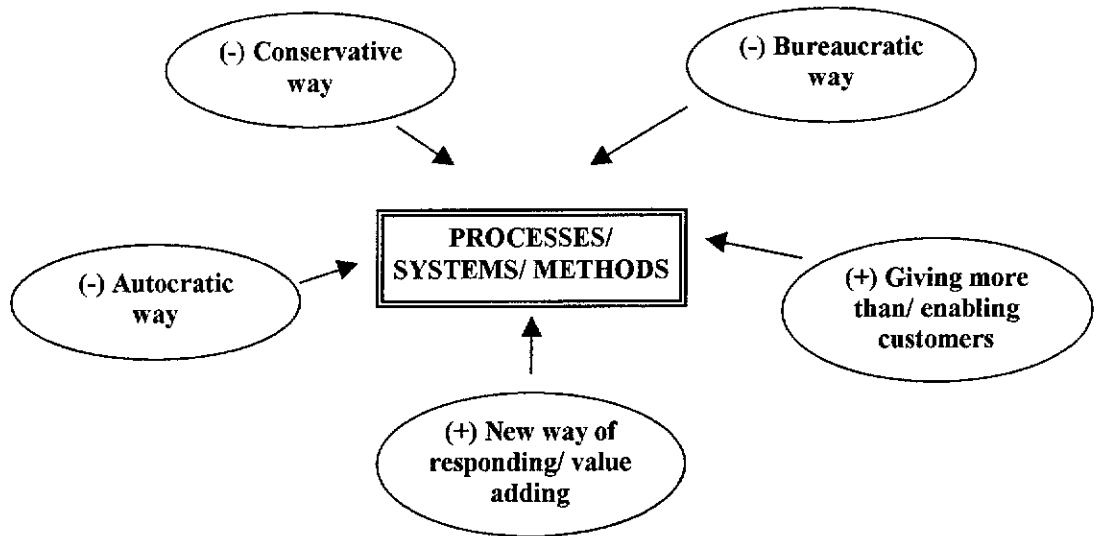 (-) Conservative
way
(-) Bureaucratic
way
PROCESSES/
SYSTEMS/ METHODS
(-) Autocratic
way
(+) Giving more
than/ enabling
customers
(+) New way of
responding/ value
adding